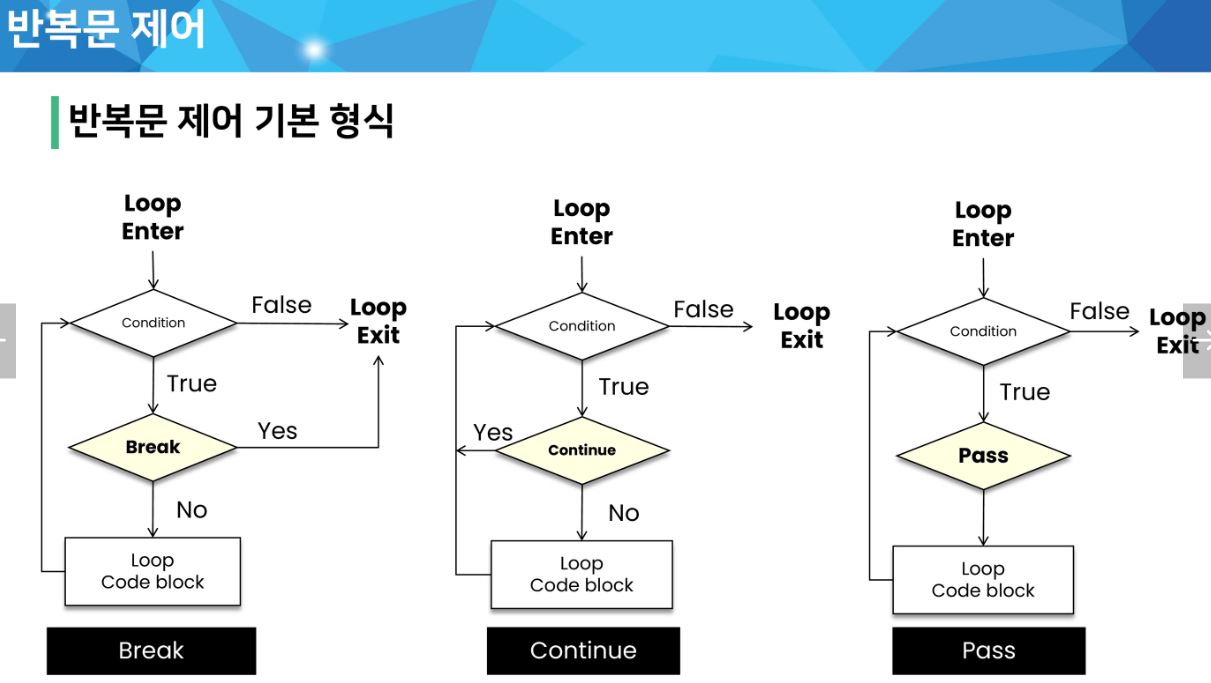 반복문 제어
반복문 제어 기본 형식
Loop
Enter
Condition
False
Loop
Exit
True
Break
Yes
No
Loop
Code block
Break
Loop
Enter
Condition
False
Loop
Exit
True
Yes
Continue
No
Loop
Code block
Continue
Loop
Enter
Condition
False
Loop
Exit
True
Pass
Loop
Code block
Pass